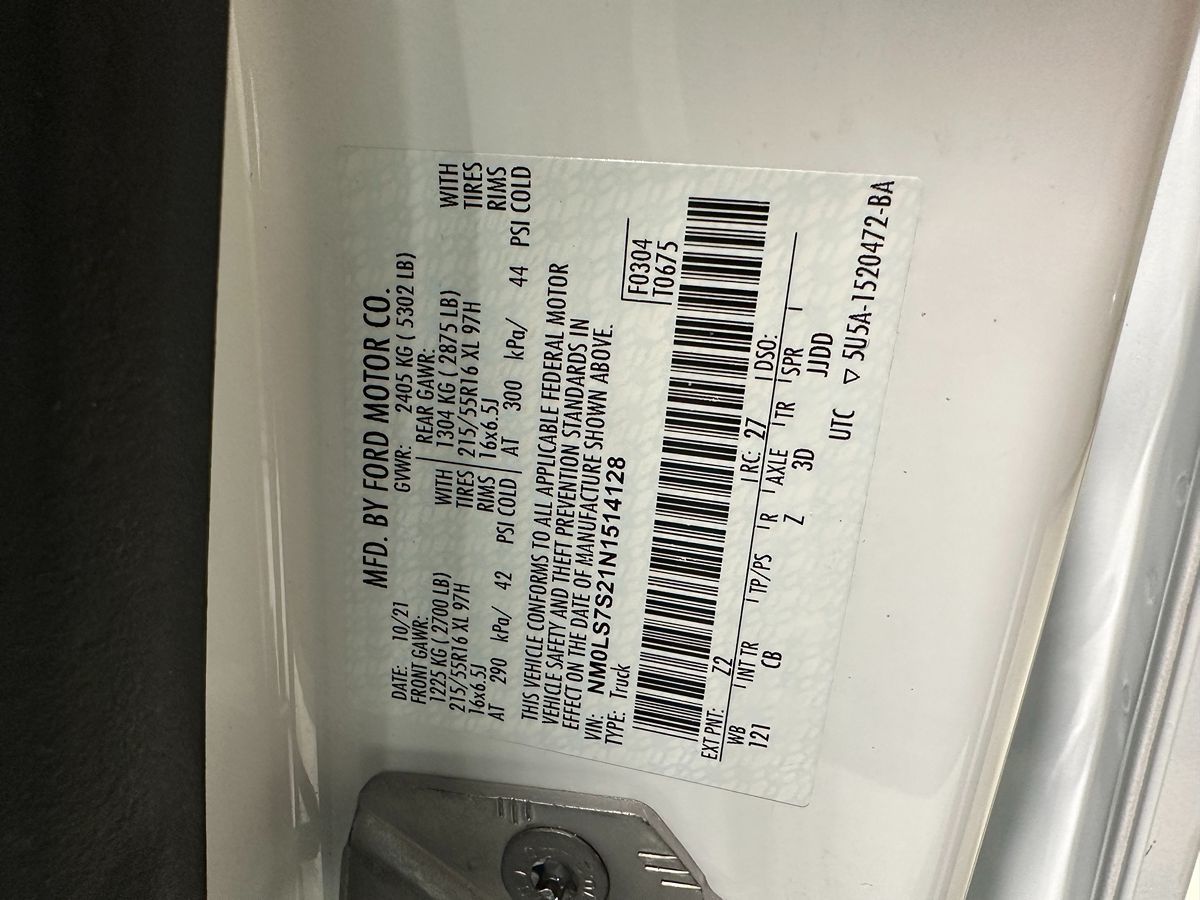 MFD. BY FORD MOTOR CO.
DATE: 10/21 GVWR: 2405 KG ( 5302 LB)
FRONT GAWR: REAR GAWR:
1225 KG ( 2700 LB) WITH 1304 KG ( 2875 LB) WITH
215/55R16 XL 97H TIRES 215/55R16 XL 97H TIRES
16x6.5J RIMS 16x6.5J RIMS
AT 290 kPa/ 42 PSI COLD AT 300 kPa/ 44 PSI COLD
THIS VEHICLE CONFORMS TO ALL APPLICABLE FEDERAL MOTOR
VEHICLE SAFETY AND THEFT PREVENTION STANDARDS IN
EFFECT ON THE DATE OF MANUFACTURE SHOWN ABOVE.
VIN: NM0LS7S21N1514128 F0304
TYPE: Truck T0675
EXT PNT: Z2 RC: 27 DSO:
WB INT TR TP/PS R AXLE TR SPR
121 CB Z 3D JJDD
UTC ▽ 5U5A-1520472-BA